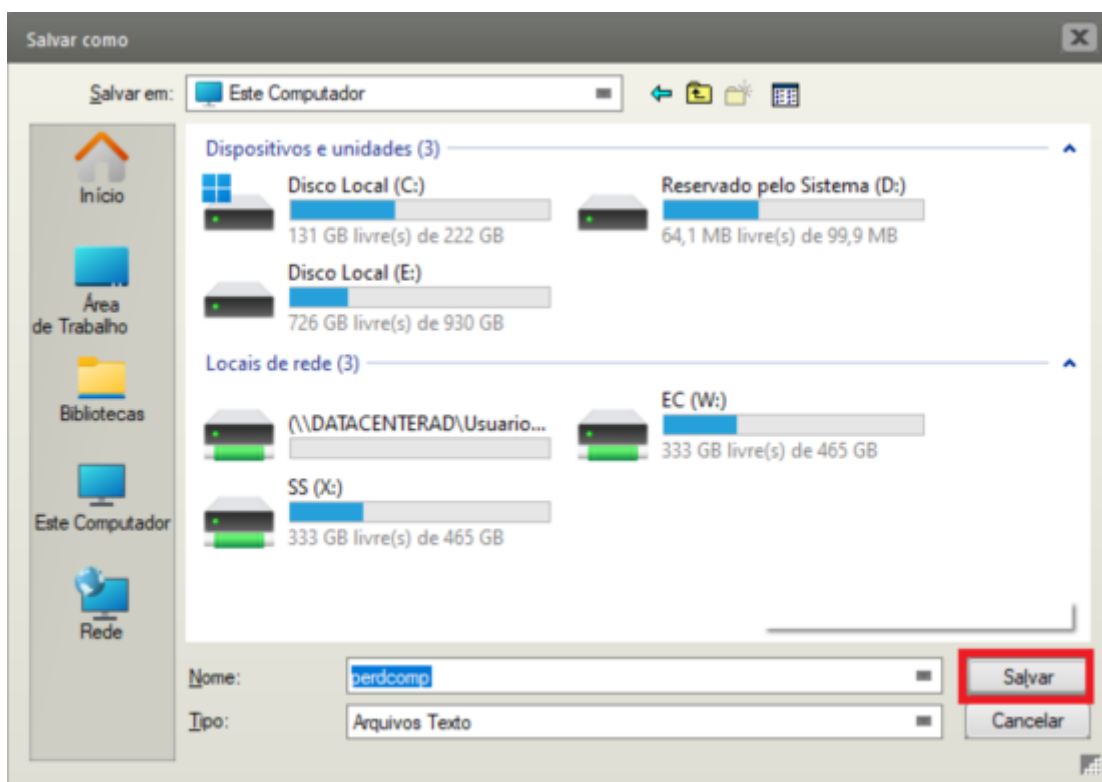 Salvar como
Salvar em: Este Computador
Início
Área
de Trabalho
Bibliotecas
Este Computador
Rede
Dispositivos e unidades (3)
Disco Local (C:)
131 GB livre(s) de 222 GB
Reservado pelo Sistema (D:)
64,1 MB livre(s) de 99,9 MB
Disco Local (E:)
726 GB livre(s) de 930 GB
Locais de rede (3)
(\\DATACENTERAD\Usuario...
EC (W:)
333 GB livre(s) de 465 GB
SS (X:)
333 GB livre(s) de 465 GB
Nome: perdcomp Salvar
Tipo: Arquivos Texto Cancelar